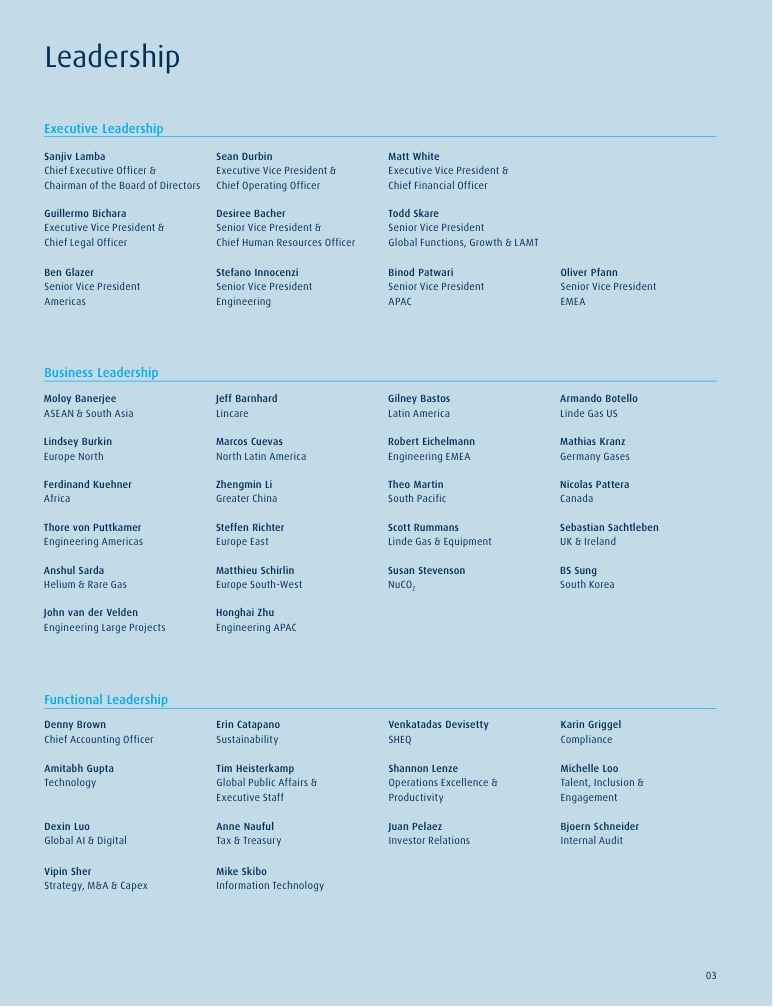 Leadership
Executive Leadership
Sanjiv Lamba
Chief Executive Officer &
Chairman of the Board of Directors
Sean Durbin
Executive Vice President &
Chief Operating Officer
Matt White
Executive Vice President &
Chief Financial Officer
Guillermo Bichara
Executive Vice President &
Chief Legal Officer
Desiree Bacher
Senior Vice President &
Chief Human Resources Officer
Todd Skare
Senior Vice President
Global Functions, Growth & LAMT
Ben Glazer
Senior Vice President
Americas
Stefano Innocenzi
Senior Vice President
Engineering
Binod Patwari
Senior Vice President
APAC
Oliver Pfann
Senior Vice President
EMEA
Business Leadership
Moloy Banerjee
ASEAN & South Asia
Jeff Barnhard
Lincare
Gilney Bastos
Latin America
Armando Botello
Linde Gas US
Lindsey Burkin
Europe North
Marcos Cuevas
North Latin America
Robert Eichelmann
Engineering EMEA
Mathias Kranz
Germany Gases
Ferdinand Kuehner
Africa
Zhengmin Li
Greater China
Theo Martin
South Pacific
Nicolas Pattera
Canada
Thore von Puttkamer
Engineering Americas
Steffen Richter
Europe East
Scott Rummans
Linde Gas & Equipment
Sebastian Sachtleben
UK & Ireland
Anshul Sarda
Helium & Rare Gas
Matthieu Schirlin
Europe South-West
Susan Stevenson
NuCO₂
BS Sung
South Korea
John van der Velden
Engineering Large Projects
Honghai Zhu
Engineering APAC
Functional Leadership
Denny Brown
Chief Accounting Officer
Erin Catapano
Sustainability
Venkatadas Devisetty
SHEQ
Karin Griggel
Compliance
Amitabh Gupta
Technology
Tim Heisterkamp
Global Public Affairs &
Executive Staff
Shannon Lenze
Operations Excellence &
Productivity
Michelle Loo
Talent, Inclusion &
Engagement
Dexin Luo
Global AI & Digital
Anne Nauful
Tax & Treasury
Juan Pelaez
Investor Relations
Bjoern Schneider
Internal Audit
Vipin Sher
Strategy, M&A & Capex
Mike Skibo
Information Technology
03